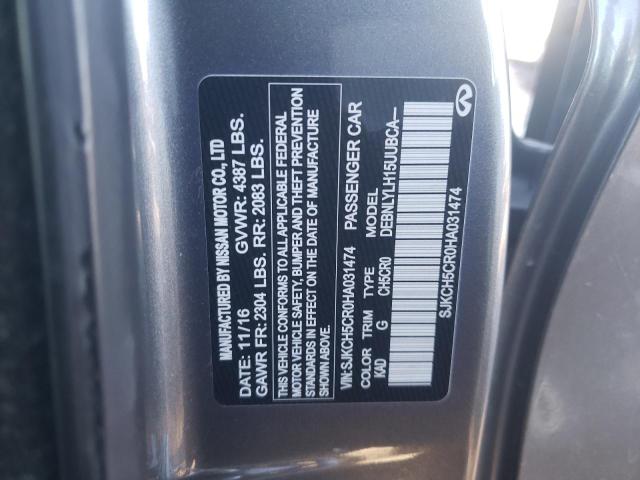 MANUFACTURED BY NISSAN MOTOR CO., LTD
DATE: 11/16 GVWR: 4387 LBS.
GAWR FR: 2304 LBS. RR: 2083 LBS.
THIS VEHICLE CONFORMS TO ALL APPLICABLE FEDERAL
MOTOR VEHICLE SAFETY, BUMPER AND THEFT PREVENTION
STANDARDS IN EFFECT ON THE DATE OF MANUFACTURE
SHOWN ABOVE.
VIN:SJKCH5CR0HA031474 PASSENGER CAR
COLOR TRIM TYPE MODEL
KAD G CH5CR0 DEBNLYLH15UUBCA—
SJKCH5CR0HA031474